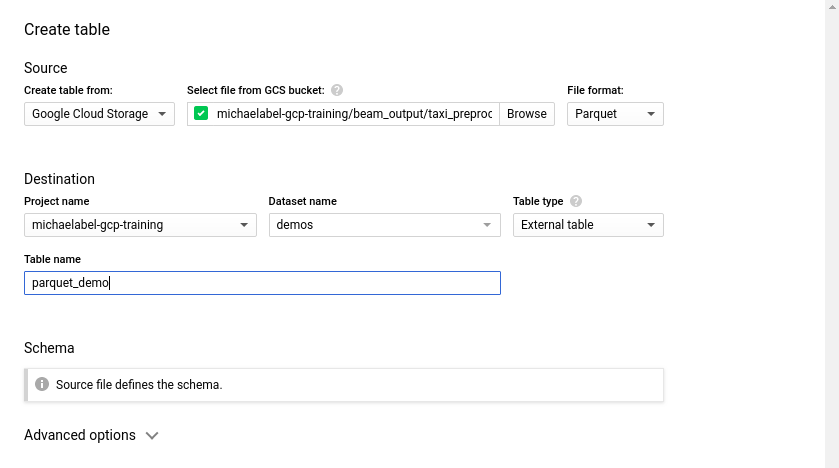 Create table
Source
Create table from: Select file from GCS bucket: ? File format:
Google Cloud Storage michaelabel-gcp-training/beam_output/taxi_preproc Browse Parquet
Destination
Project name Dataset name Table type ?
michaelabel-gcp-training demos External table
Table name
parquet_demo
Schema
i Source file defines the schema.
Advanced options